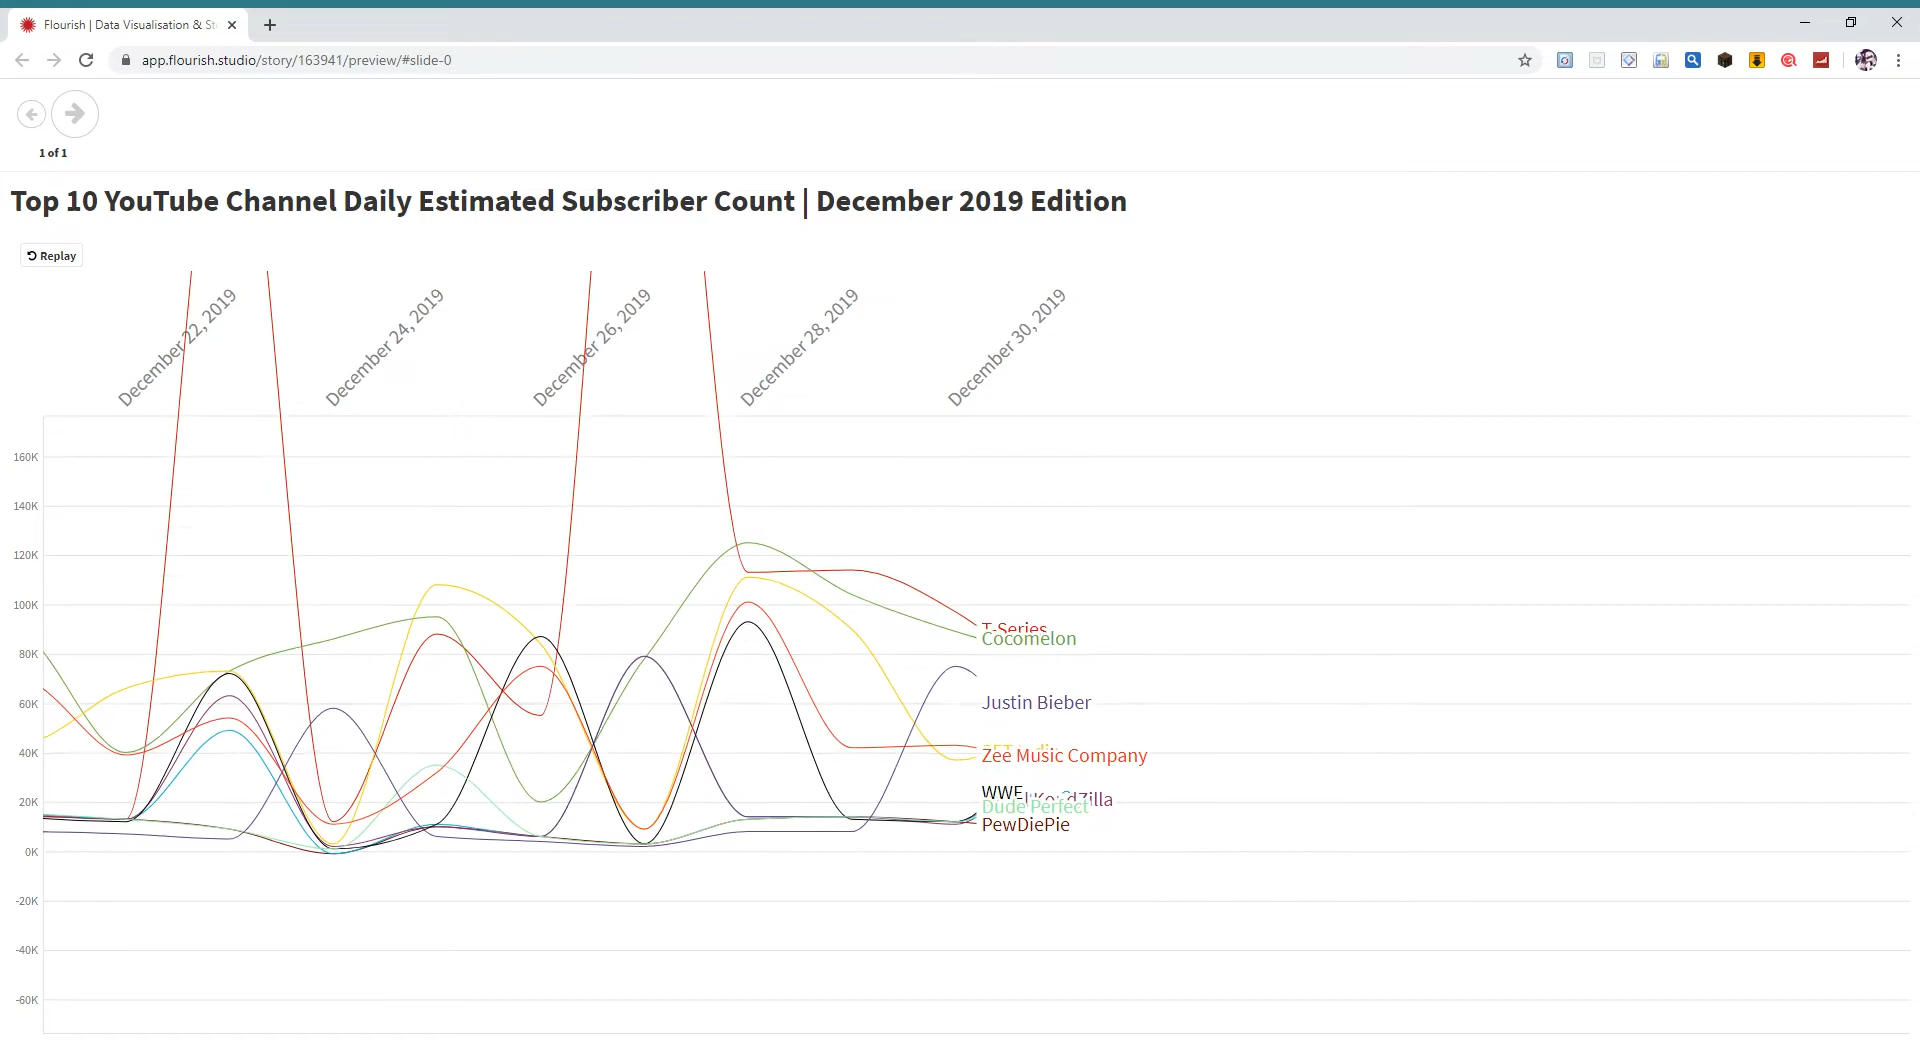 Flourish | Data Visualisation & St
app.flourish.studio/story/163941/preview/#slide-0
1 of 1
Top 10 YouTube Channel Daily Estimated Subscriber Count | December 2019 Edition
Replay
December 22, 2019
December 24, 2019
December 26, 2019
December 28, 2019
December 30, 2019
160K
140K
120K
100K
80K
60K
40K
20K
0K
-20K
-40K
-60K
T-Series
Cocomelon
Justin Bieber
Zee Music Company
WWE
Dude Perfect
PewDiePie